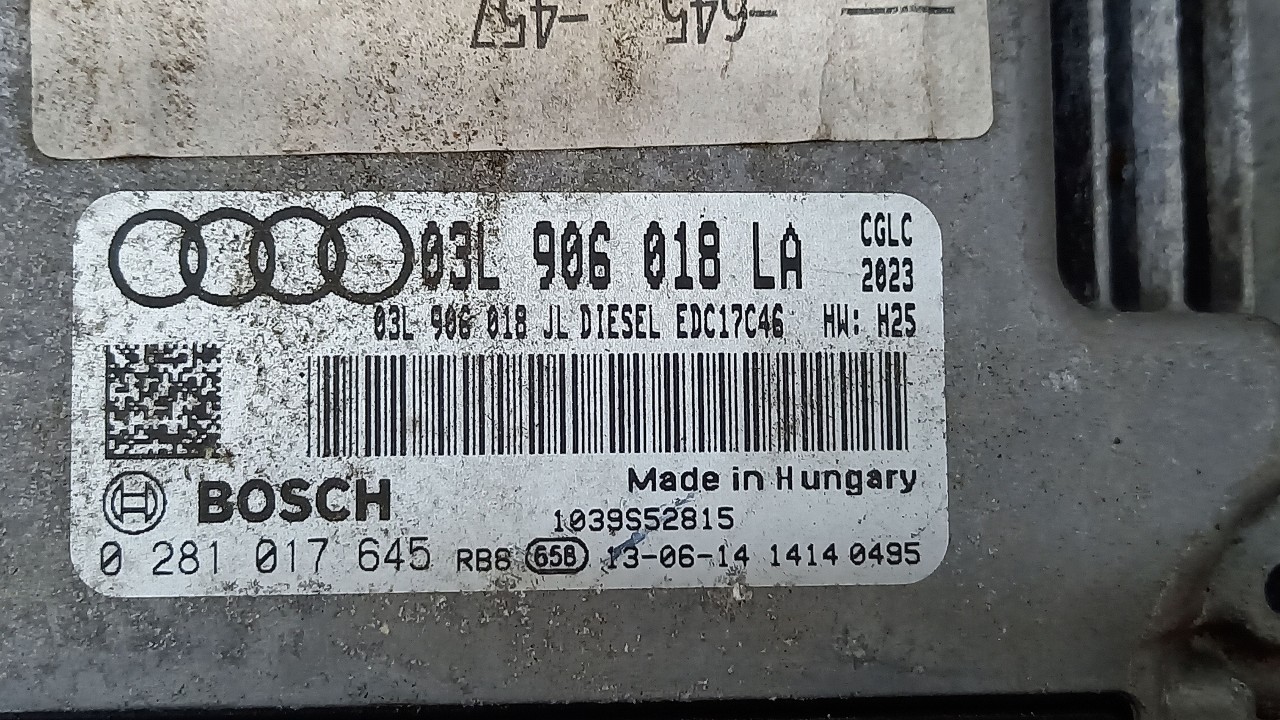 -645 -457
03L 906 018 LA
CGLC
2023
03L 906 018 JL DIESEL EDC17C46 HW: H25
Made in Hungary
BOSCH
1039S52815
0 281 017 645 RB8 658 13-06-14 1414 0495